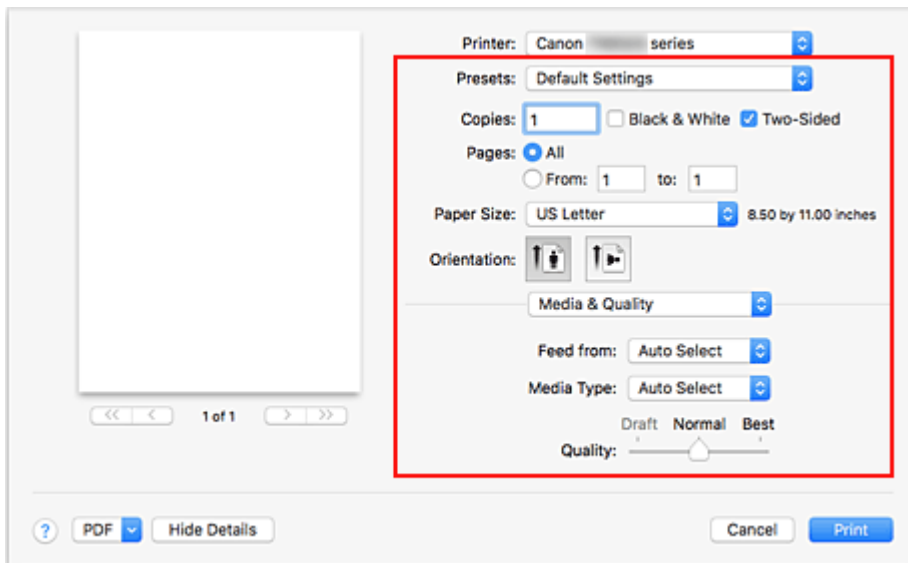 Printer: Canon series
Presets: Default Settings
Copies: 1 Black & White Two-Sided
Pages: All
From: 1 to: 1
Paper Size: US Letter 8.50 by 11.00 inches
Orientation:
Media & Quality
Feed from: Auto Select
Media Type: Auto Select
Draft Normal Best
Quality:
<< < 1 of 1 > >>
? PDF Hide Details Cancel Print